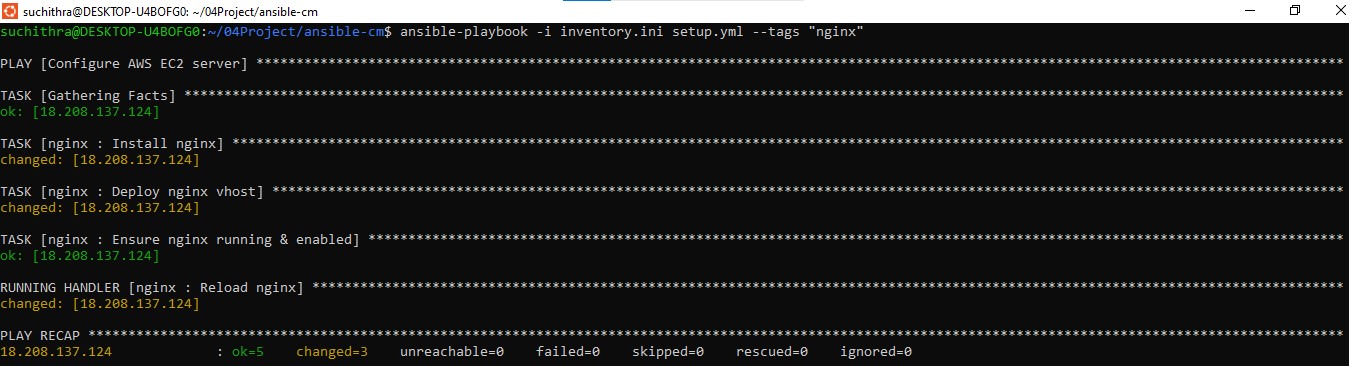 suchithra@DESKTOP-U4BOFG0: ~/04Project/ansible-cm
suchithra@DESKTOP-U4BOFG0:~/04Project/ansible-cm$ ansible-playbook -i inventory.ini setup.yml --tags "nginx"
PLAY [Configure AWS EC2 server] ****************************************************************************************************************************************
TASK [Gathering Facts] *************************************************************************************************************************************************
ok: [18.208.137.124]
TASK [nginx : Install nginx] *******************************************************************************************************************************************
changed: [18.208.137.124]
TASK [nginx : Deploy nginx vhost] **************************************************************************************************************************************
changed: [18.208.137.124]
TASK [nginx : Ensure nginx running & enabled] **************************************************************************************************************************
ok: [18.208.137.124]
RUNNING HANDLER [nginx : Reload nginx] *********************************************************************************************************************************
changed: [18.208.137.124]
PLAY RECAP *************************************************************************************************************************************************************
18.208.137.124             : ok=5    changed=3    unreachable=0    failed=0    skipped=0    rescued=0    ignored=0